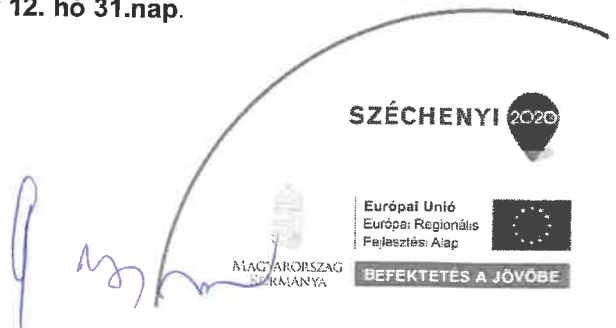 12. hó 31.nap.
SZÉCHENYI 2020
Európai Unió
Európai Regionális
Fejlesztési Alap
MAGYARORSZÁG
KORMÁNYA
BEFEKTETÉS A JÖVŐBE